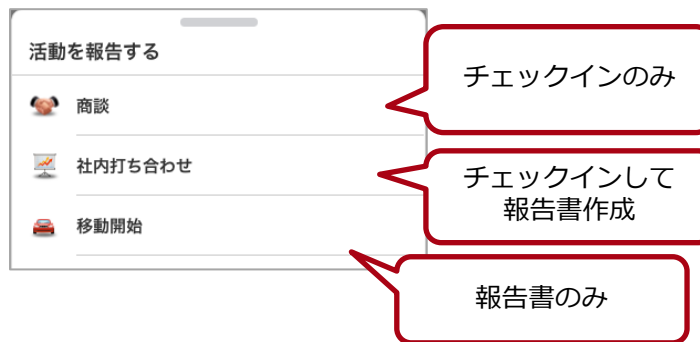 活動を報告する
商談
チェックインのみ
社内打ち合わせ
チェックインして
報告書作成
移動開始
報告書のみ